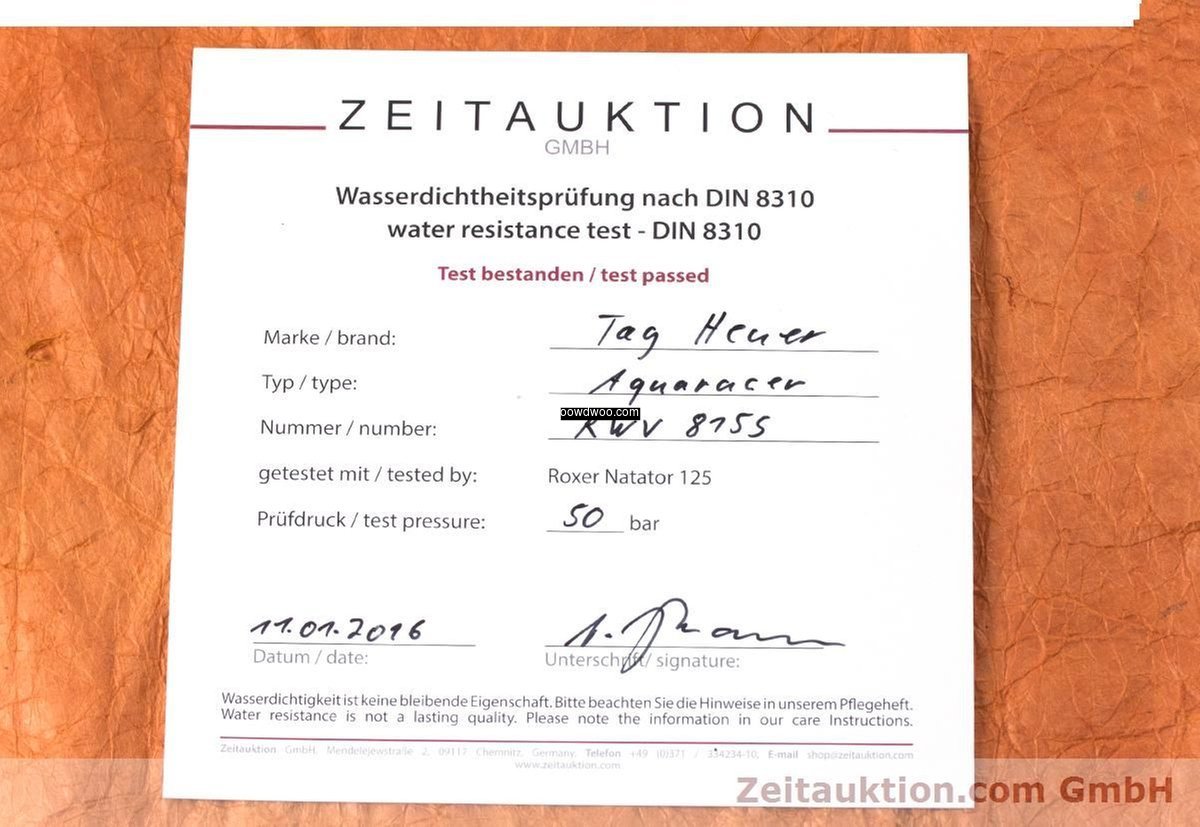 ZEITAUKTION
GMBH
Wasserdichtheitsprüfung nach DIN 8310
water resistance test - DIN 8310
Test bestanden / test passed
Marke / brand: Tag Heuer
Typ / type: Aquaracer
powdwoo.com
Nummer / number: KWV 8155
getestet mit / tested by: Roxer Natator 125
Prüfdruck / test pressure: 50 bar
11.01.2016
Datum / date: Unterschrift/ signature:
Wasserdichtigkeit ist keine bleibende Eigenschaft. Bitte beachten Sie die Hinweise in unserem Pflegeheft.
Water resistance is not a lasting quality. Please note the information in our care Instructions.
Zeitauktion GmbH, Mendelejewstraße 2, 09117 Chemnitz, Germany, Telefon +49 (0)371 / 334234-10, E-mail shop@zeitauktion.com
www.zeitauktion.com
Zeitauktion.com GmbH